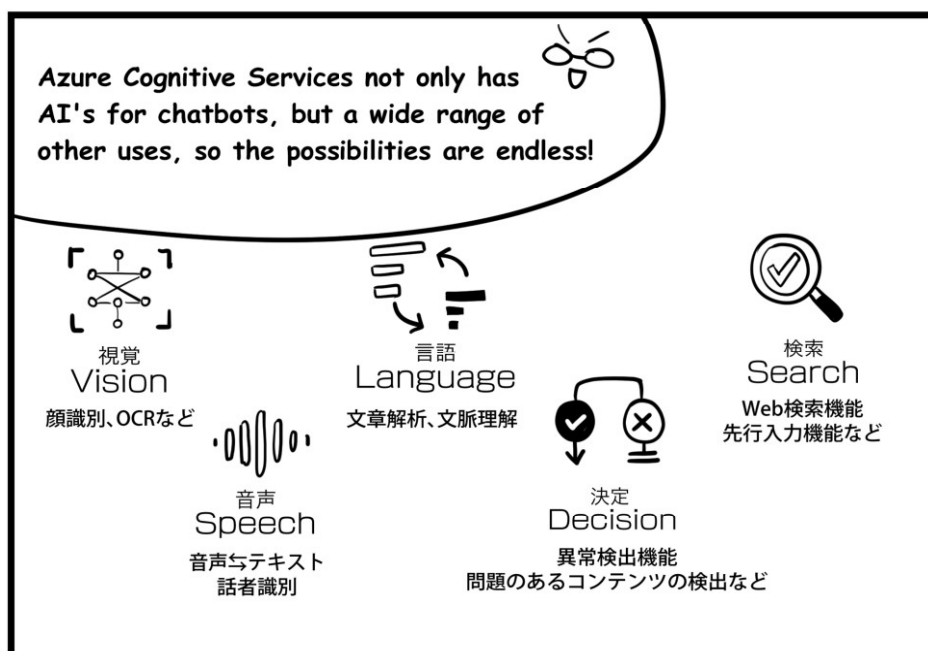 Azure Cognitive Services not only has
AI's for chatbots, but a wide range of
other uses, so the possibilities are endless!
視覚
Vision
顔識別、OCRなど
音声
Speech
音声⇆テキスト
話者識別
言語
Language
文章解析、文脈理解
決定
Decision
異常検出機能
問題のあるコンテンツの検出など
検索
Search
Web検索機能
先行入力機能など